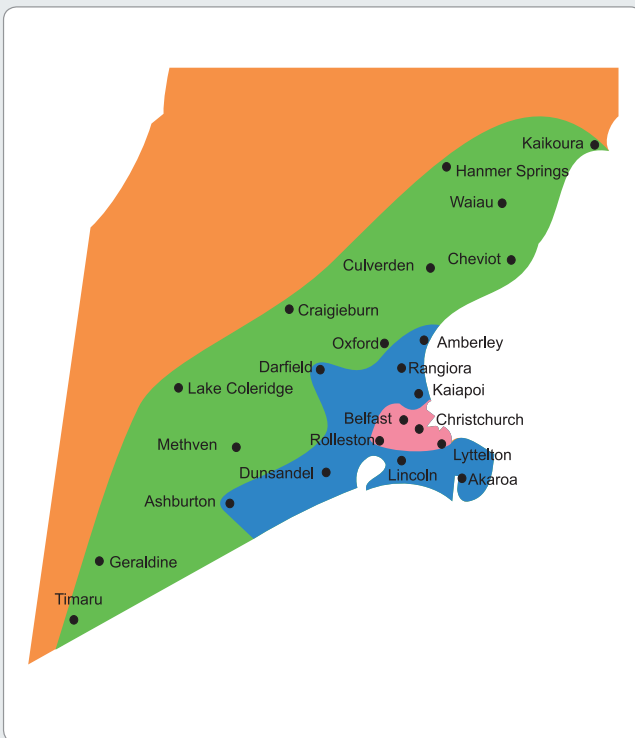 Kaikoura
Hanmer Springs
Waiau
Cheviot
Culverden
Craigieburn
Oxford
Amberley
Darfield
Rangiora
Lake Coleridge
Kaiapoi
Belfast
Christchurch
Rolleston
Methven
Lyttelton
Dunsandel
Lincoln
Akaroa
Ashburton
Geraldine
Timaru